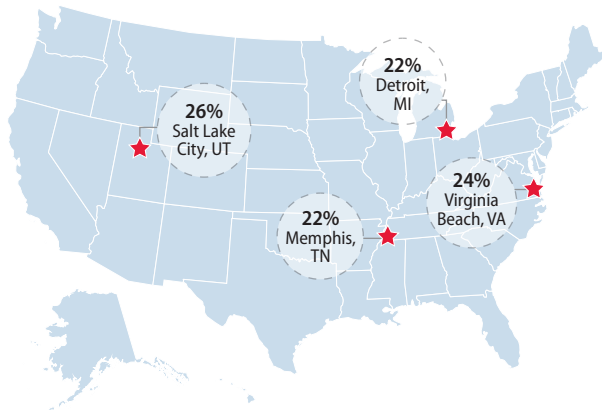 22%
Detroit,
MI
26%
Salt Lake
City, UT
24%
Virginia
Beach, VA
22%
Memphis,
TN